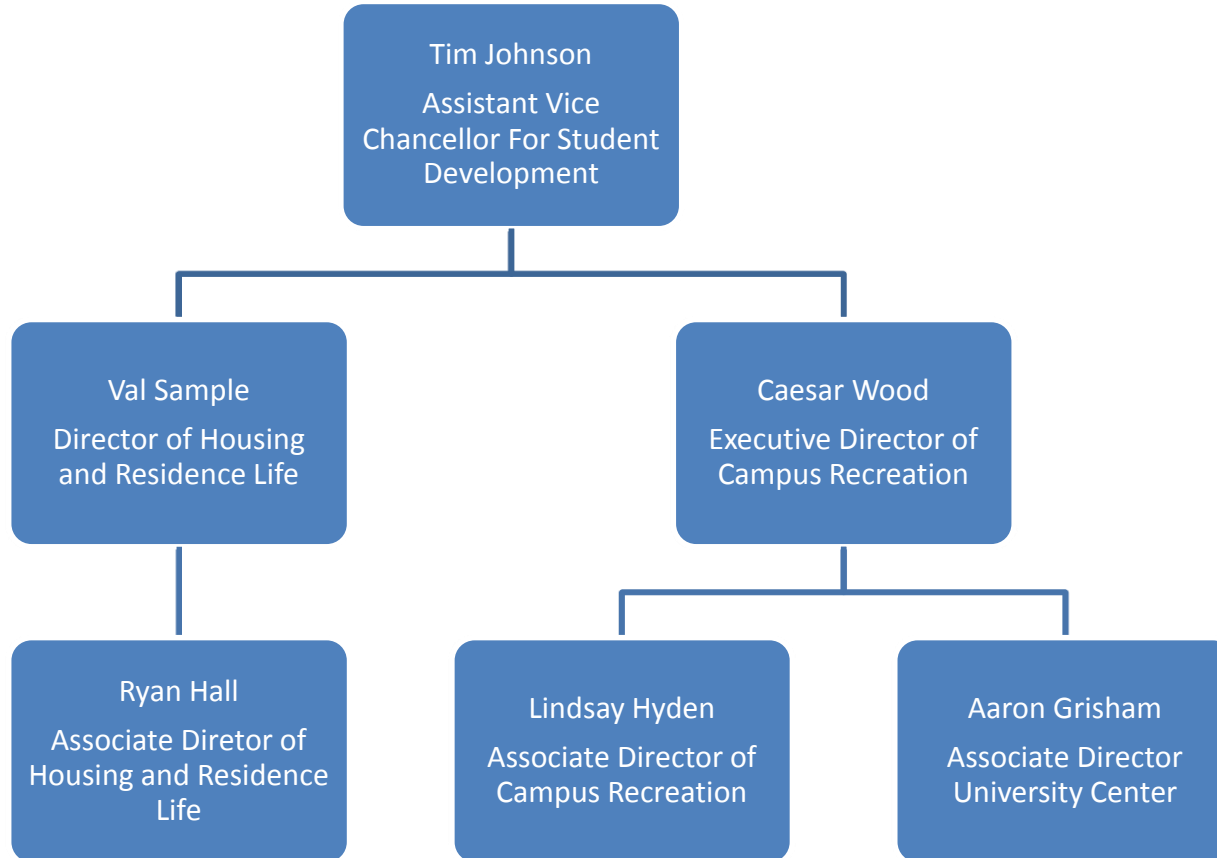 Tim Johnson
Assistant Vice
Chancellor For Student
Development
Val Sample
Director of Housing
and Residence Life
Caesar Wood
Executive Director of
Campus Recreation
Ryan Hall
Associate Diretor of
Housing and Residence
Life
Lindsay Hyden
Associate Director of
Campus Recreation
Aaron Grisham
Associate Director
University Center